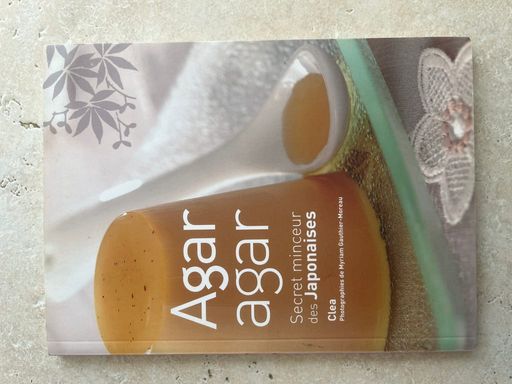 Agar
agar
Secret minceur
des Japonaises
Clea
Photographies de Myriam Gauthier-Moreau